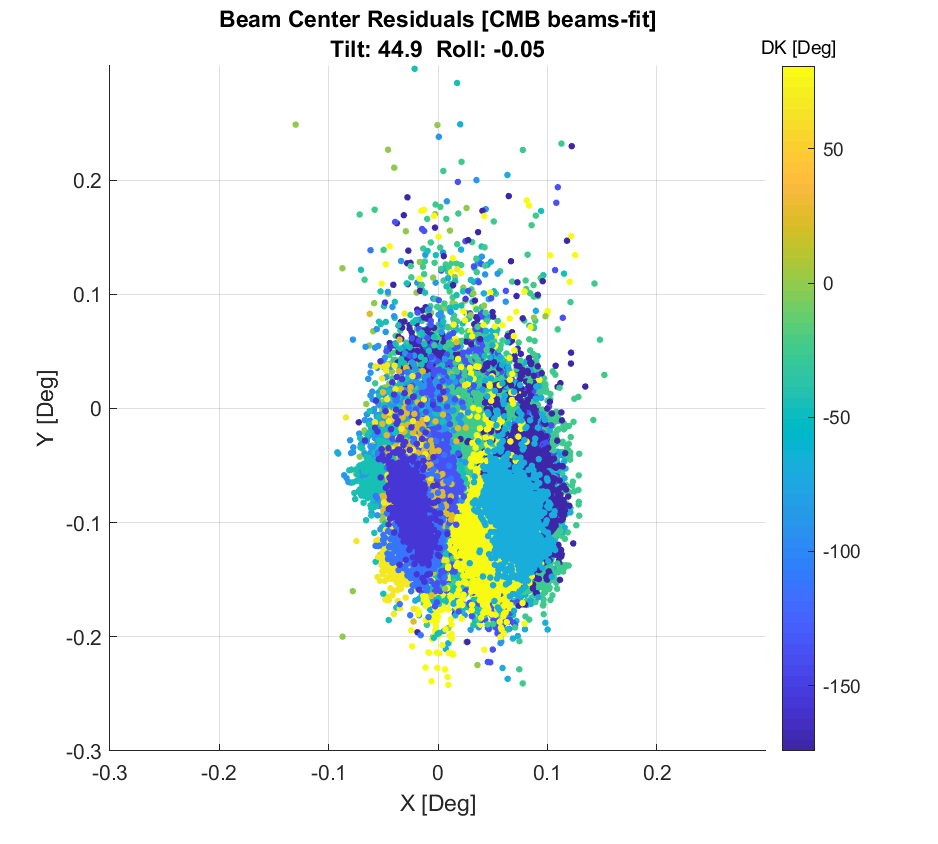 Beam Center Residuals [CMB beams-fit]
Tilt: 44.9 Roll: -0.05
DK [Deg]
50
0
-50
-100
-150
0.2
0.1
0
-0.1
-0.2
-0.3
Y [Deg]
-0.3 -0.2 -0.1 0 0.1 0.2
X [Deg]